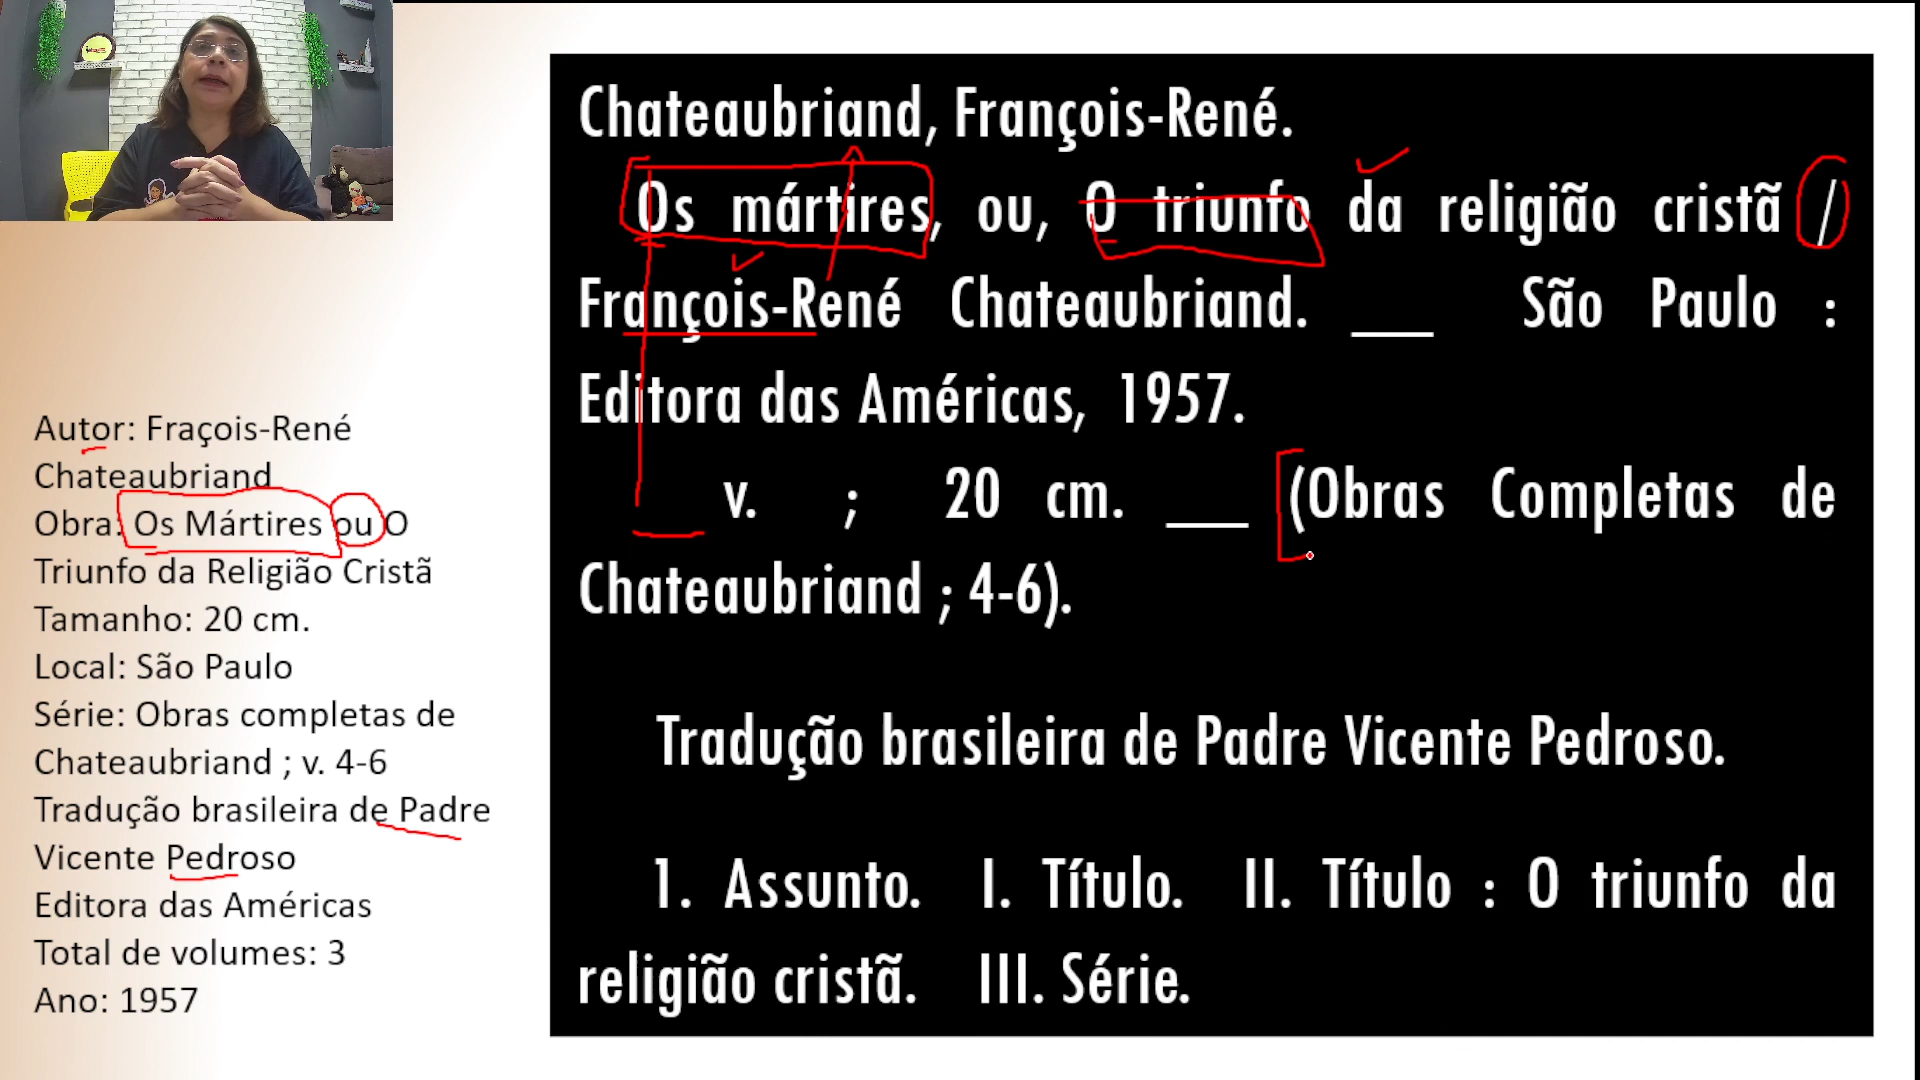 Chateaubriand, François-René.
Os mártires, ou, O triunfo da religião cristã /
François-René Chateaubriand. ___ São Paulo :
Editora das Américas, 1957.
v. ; 20 cm. ___ (Obras Completas de
Chateaubriand ; 4-6).
Tradução brasileira de Padre Vicente Pedroso.
1. Assunto. I. Título. II. Título : O triunfo da
religião cristã. III. Série.
Autor: Fraçois-René
Chateaubriand
Obra: Os Mártires ou O
Triunfo da Religião Cristã
Tamanho: 20 cm.
Local: São Paulo
Série: Obras completas de
Chateaubriand ; v. 4-6
Tradução brasileira de Padre
Vicente Pedroso
Editora das Américas
Total de volumes: 3
Ano: 1957